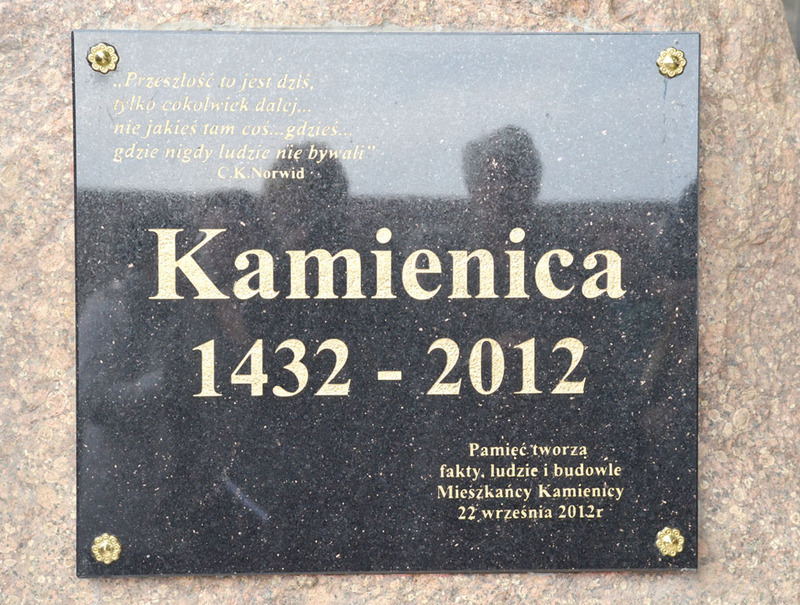 „Przeszłość to jest dziś,
tylko cokolwiek dalej...
nie jakieś tam coś...gdzieś...
gdzie nigdy ludzie nie bywali”
C.K.Norwid
Kamienica
1432 - 2012
Pamięć tworzą
fakty, ludzie i budowle
Mieszkańcy Kamienicy
22 września 2012r